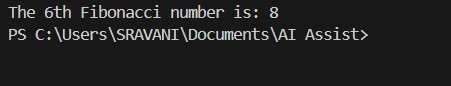 The 6th Fibonacci number is: 8
PS C:\Users\SRAVANI\Documents\AI Assist>